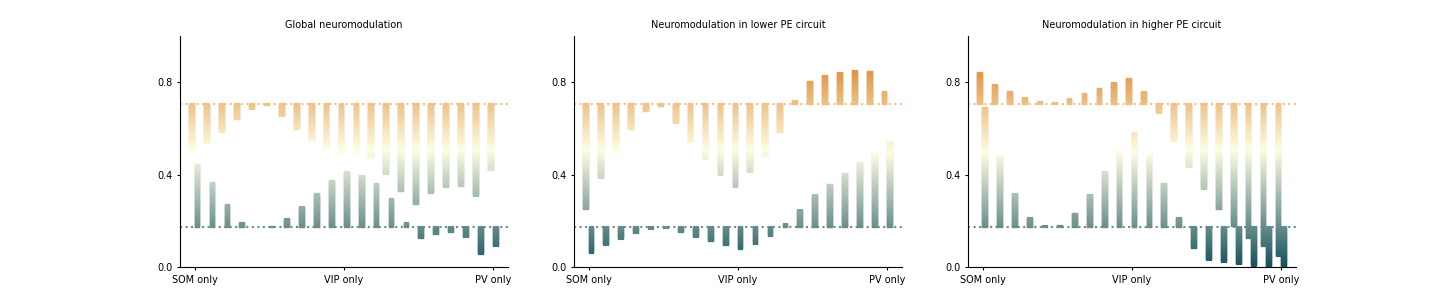 Global neuromodulation
Neuromodulation in lower PE circuit
Neuromodulation in higher PE circuit
0.8
0.8
0.8
0.4
0.4
0.4
0.0
0.0
0.0
SOM only
VIP only
PV only
SOM only
VIP only
PV only
SOM only
VIP only
PV only